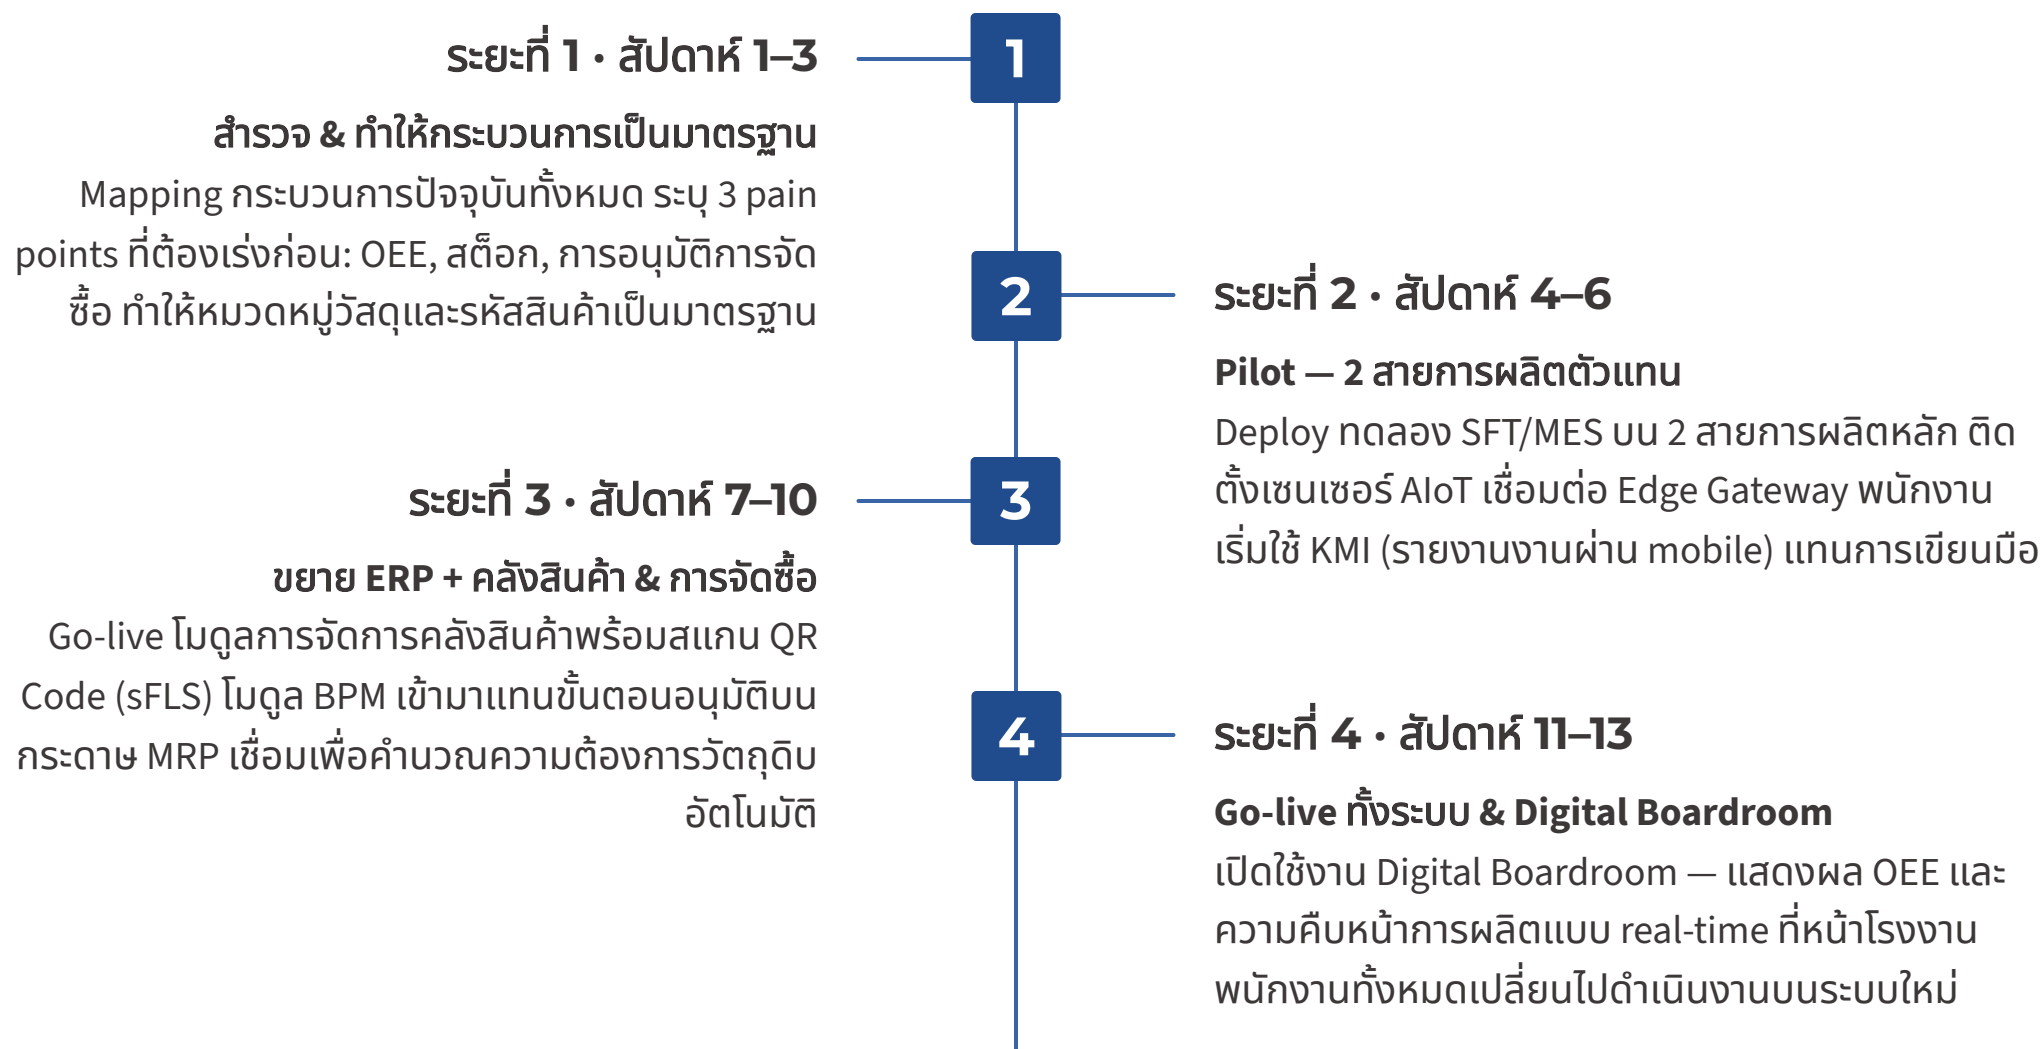 ระยะที่ 1 · สัปดาห์ 1–3
1
สำรวจ & ทำให้กระบวนการเป็นมาตรฐาน
Mapping กระบวนการปัจจุบันทั้งหมด ระบุ 3 pain
points ที่ต้องเร่งก่อน: OEE, สต็อก, การอนุมัติการจัด
ซื้อ ทำให้หมวดหมู่วัสดุและรหัสสินค้าเป็นมาตรฐาน
2
ระยะที่ 2 · สัปดาห์ 4–6
Pilot — 2 สายการผลิตตัวแทน
Deploy ทดลอง SFT/MES บน 2 สายการผลิตหลัก ติด
ตั้งเซนเซอร์ AIoT เชื่อมต่อ Edge Gateway พนักงาน
เริ่มใช้ KMI (รายงานงานผ่าน mobile) แทนการเขียนมือ
ระยะที่ 3 · สัปดาห์ 7–10
3
ขยาย ERP + คลังสินค้า & การจัดซื้อ
Go-live โมดูลการจัดการคลังสินค้าพร้อมสแกน QR
Code (sFLS) โมดูล BPM เข้ามาแทนขั้นตอนอนุมัติบน
กระดาษ MRP เชื่อมเพื่อคำนวณความต้องการวัตถุดิบ
อัตโนมัติ
4
ระยะที่ 4 · สัปดาห์ 11–13
Go-live ทั้งระบบ & Digital Boardroom
เปิดใช้งาน Digital Boardroom — แสดงผล OEE และ
ความคืบหน้าการผลิตแบบ real-time ที่หน้าโรงงาน
พนักงานทั้งหมดเปลี่ยนไปดำเนินงานบนระบบใหม่